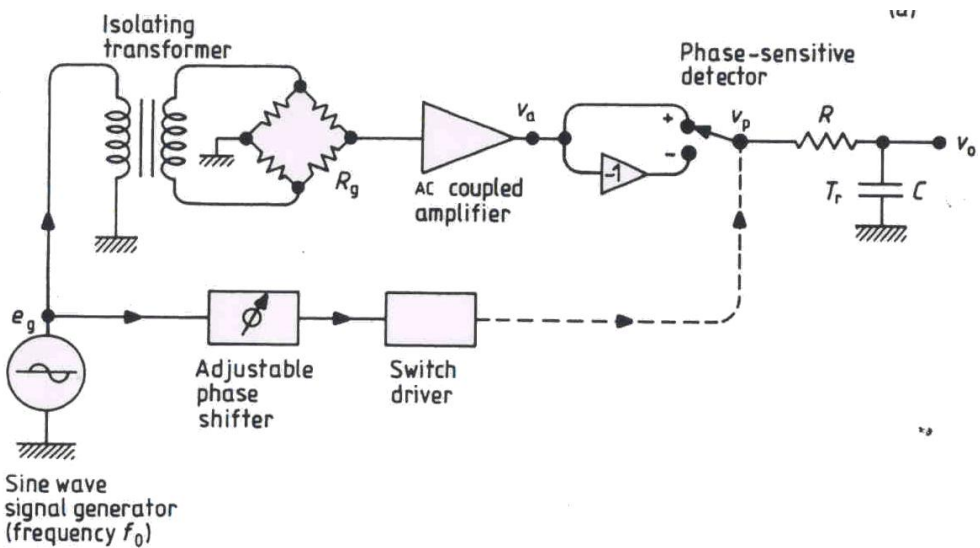 Isolating
transformer
Phase-sensitive
detector
v_a
+
v_p
R
v_o
-1
−
R_g
AC coupled
amplifier
T_r
C
e_g
ϕ
Adjustable
phase
shifter
Switch
driver
Sine wave
signal generator
(frequency f_0)